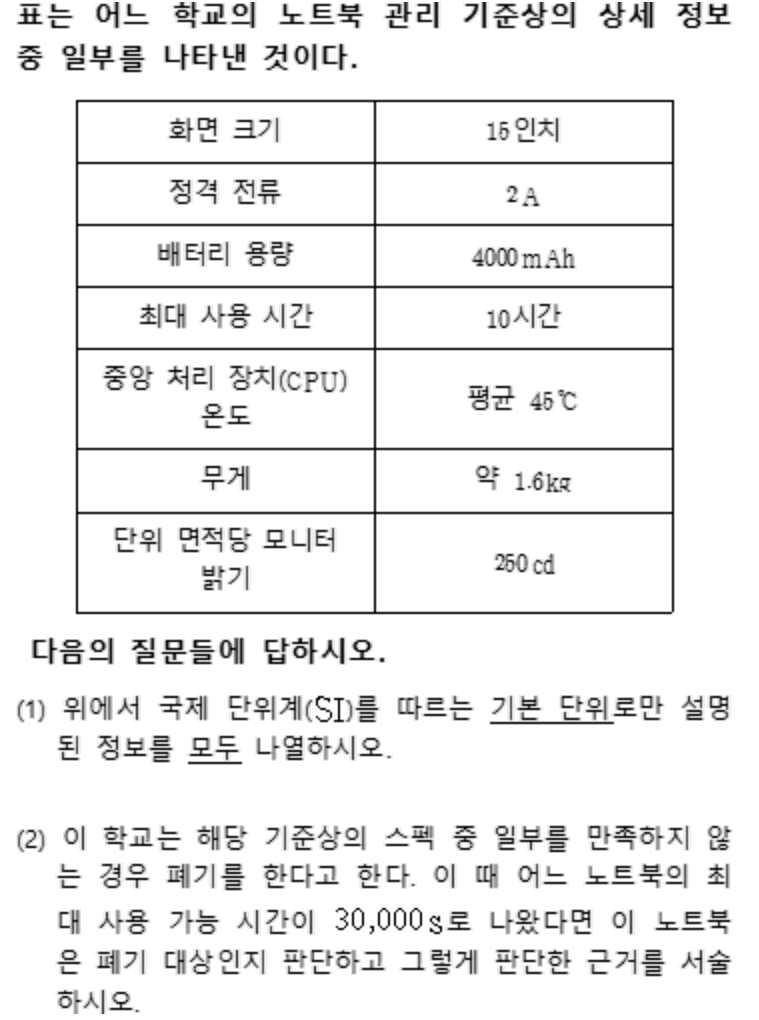 표는 어느 학교의 노트북 관리 기준상의 상세 정보
중 일부를 나타낸 것이다.
화면 크기 15인치
정격 전류 2A
배터리 용량 4000mAh
최대 사용 시간 10시간
중앙 처리 장치(CPU)
온도 평균 45℃
무게 약 1.6kg
단위 면적당 모니터
밝기 250cd
다음의 질문들에 답하시오.
(1) 위에서 국제 단위계(SI)를 따르는 기본 단위로만 설명
된 정보를 모두 나열하시오.
(2) 이 학교는 해당 기준상의 스펙 중 일부를 만족하지 않
는 경우 폐기를 한다고 한다. 이 때 어느 노트북의 최
대 사용 가능 시간이 30,000s로 나왔다면 이 노트북
은 폐기 대상인지 판단하고 그렇게 판단한 근거를 서술
하시오.